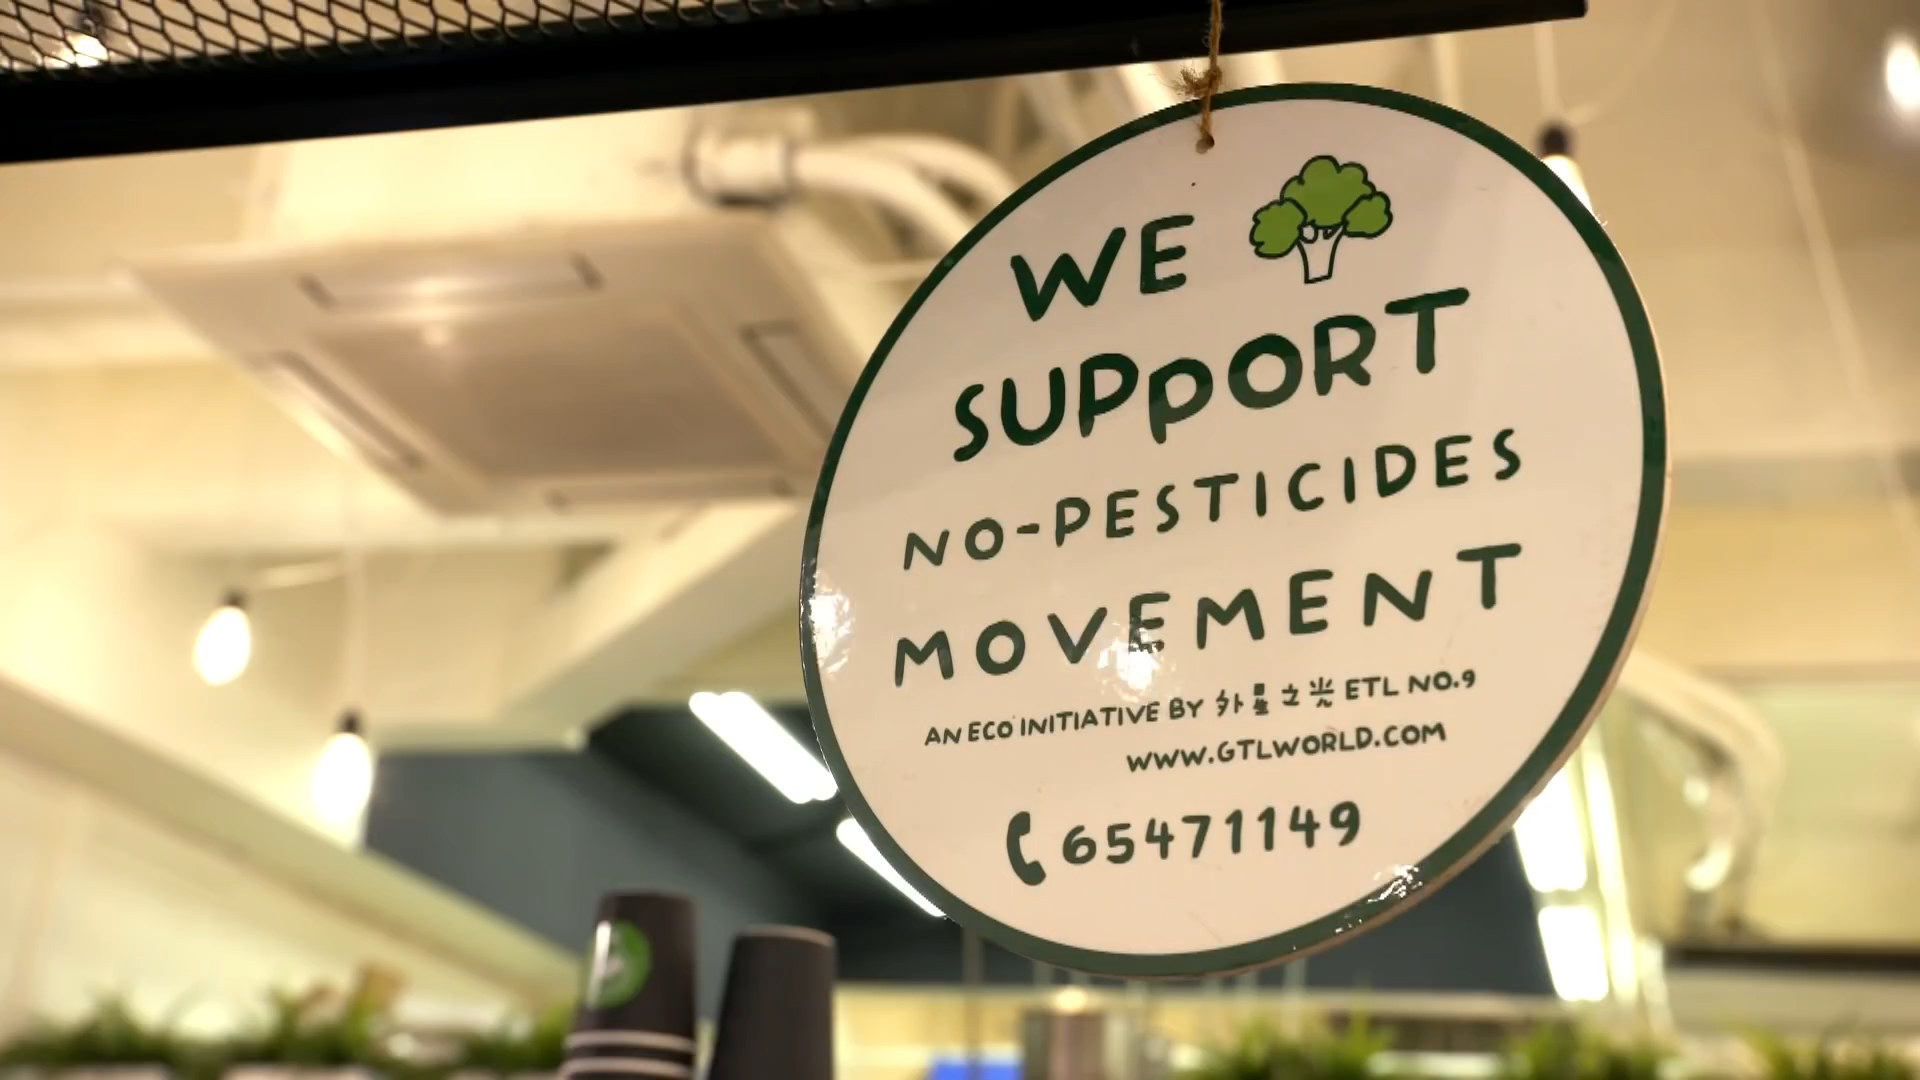 WE
SUPPORT
NO-PESTICIDES
MOVEMENT
AN ECO INITIATIVE BY 外星之光 ETL NO.9
WWW.GTLWORLD.COM
65471149